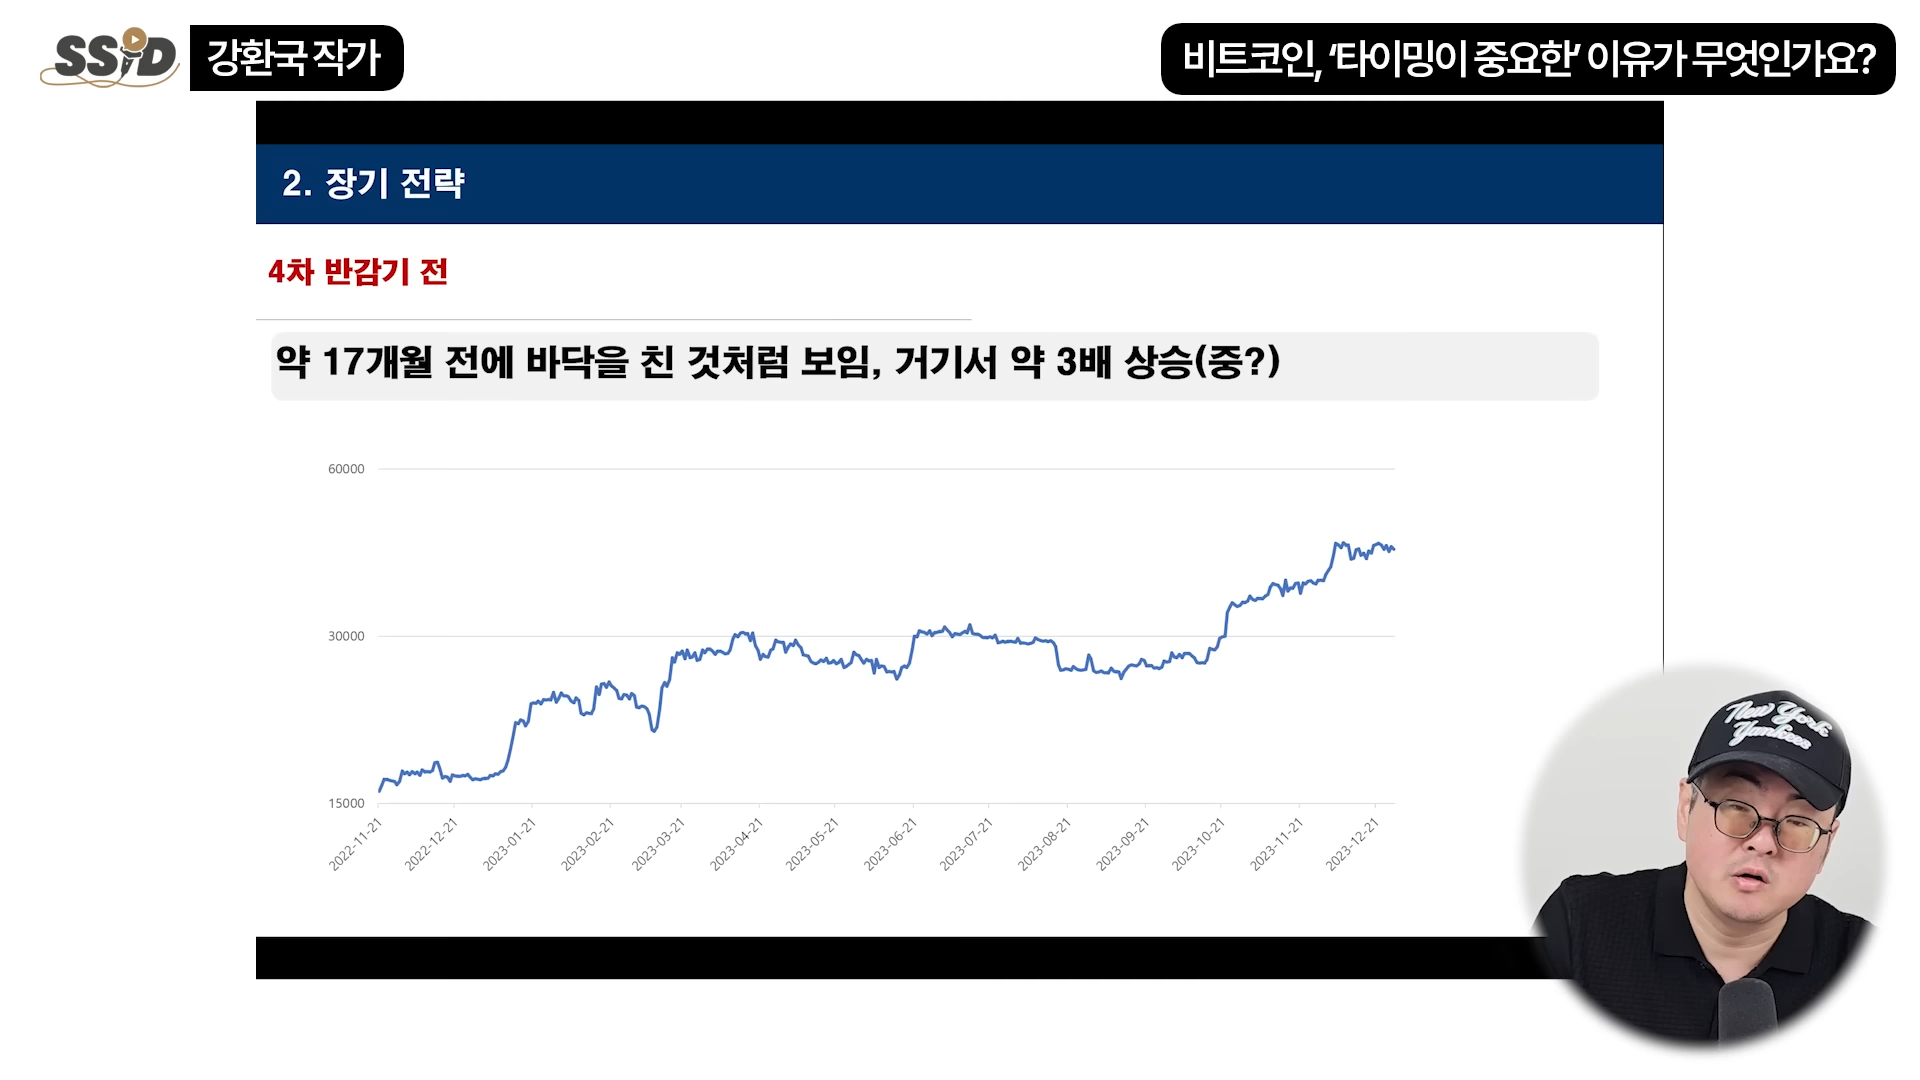 SSiD
강환국 작가
비트코인, ‘타이밍이 중요한’ 이유가 무엇인가요?
2. 장기 전략
4차 반감기 전
약 17개월 전에 바닥을 친 것처럼 보임, 거기서 약 3배 상승(중?)
60000
30000
15000
2022-11-21
2022-12-21
2023-01-21
2023-02-21
2023-03-21
2023-04-21
2023-05-21
2023-06-21
2023-07-21
2023-08-21
2023-09-21
2023-10-21
2023-11-21
2023-12-21
New York
Yankees